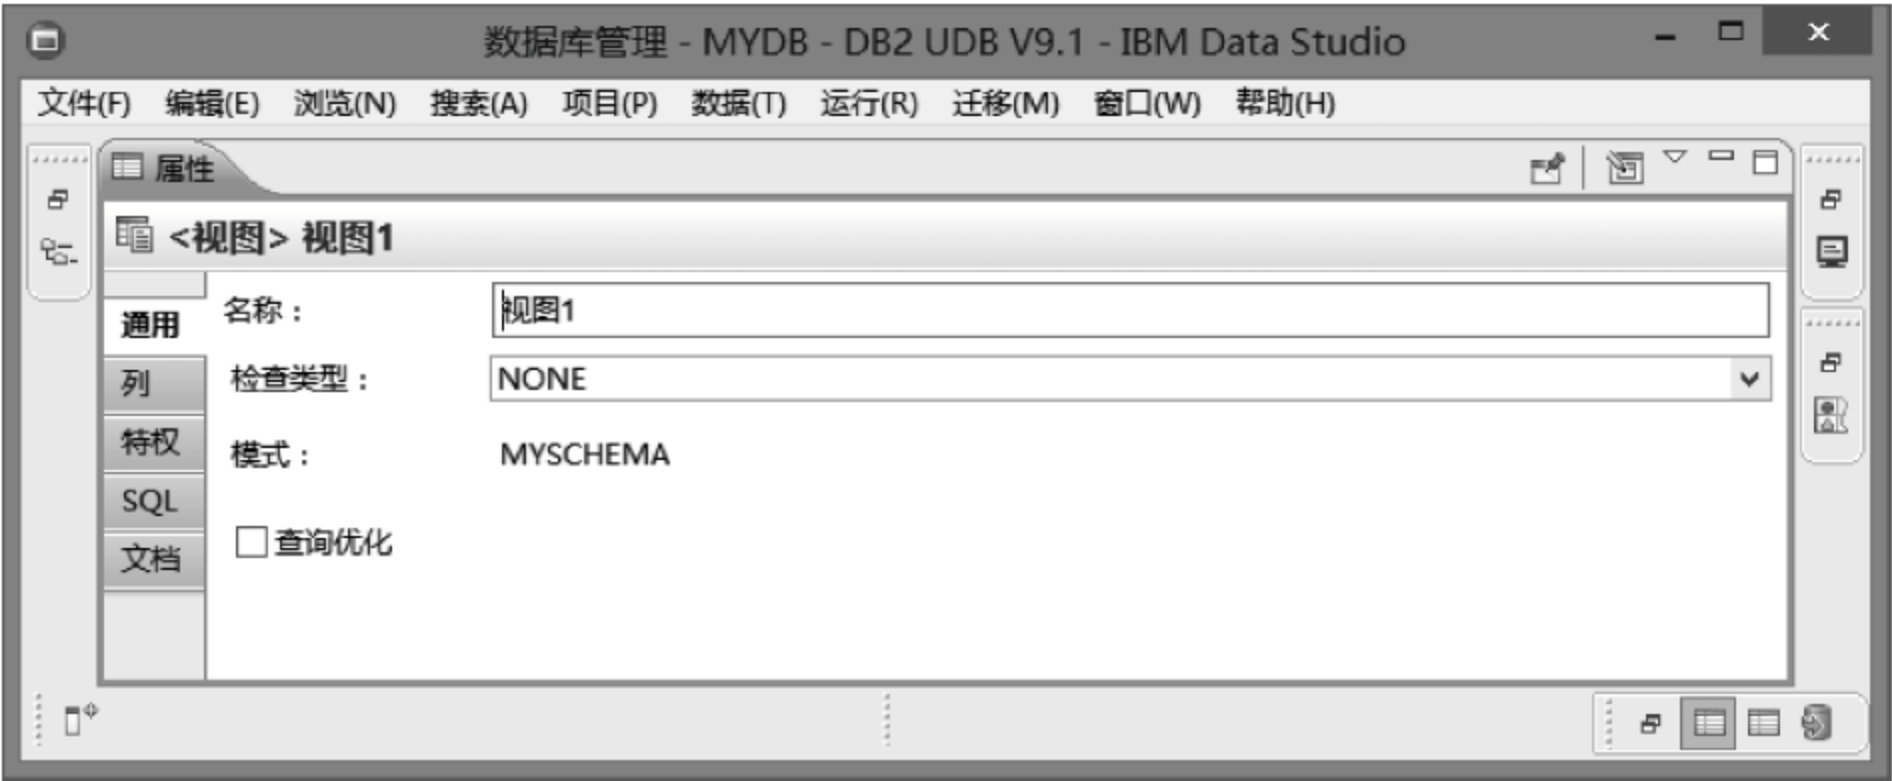 数据库管理 - MYDB - DB2 UDB V9.1 - IBM Data Studio
文件(F) 编辑(E) 浏览(N) 搜索(A) 项目(P) 数据(T) 运行(R) 迁移(M) 窗口(W) 帮助(H)
属性
<视图> 视图1
通用
列
特权
SQL
文档
名称：
视图1
检查类型：
NONE
模式：
MYSCHEMA
查询优化